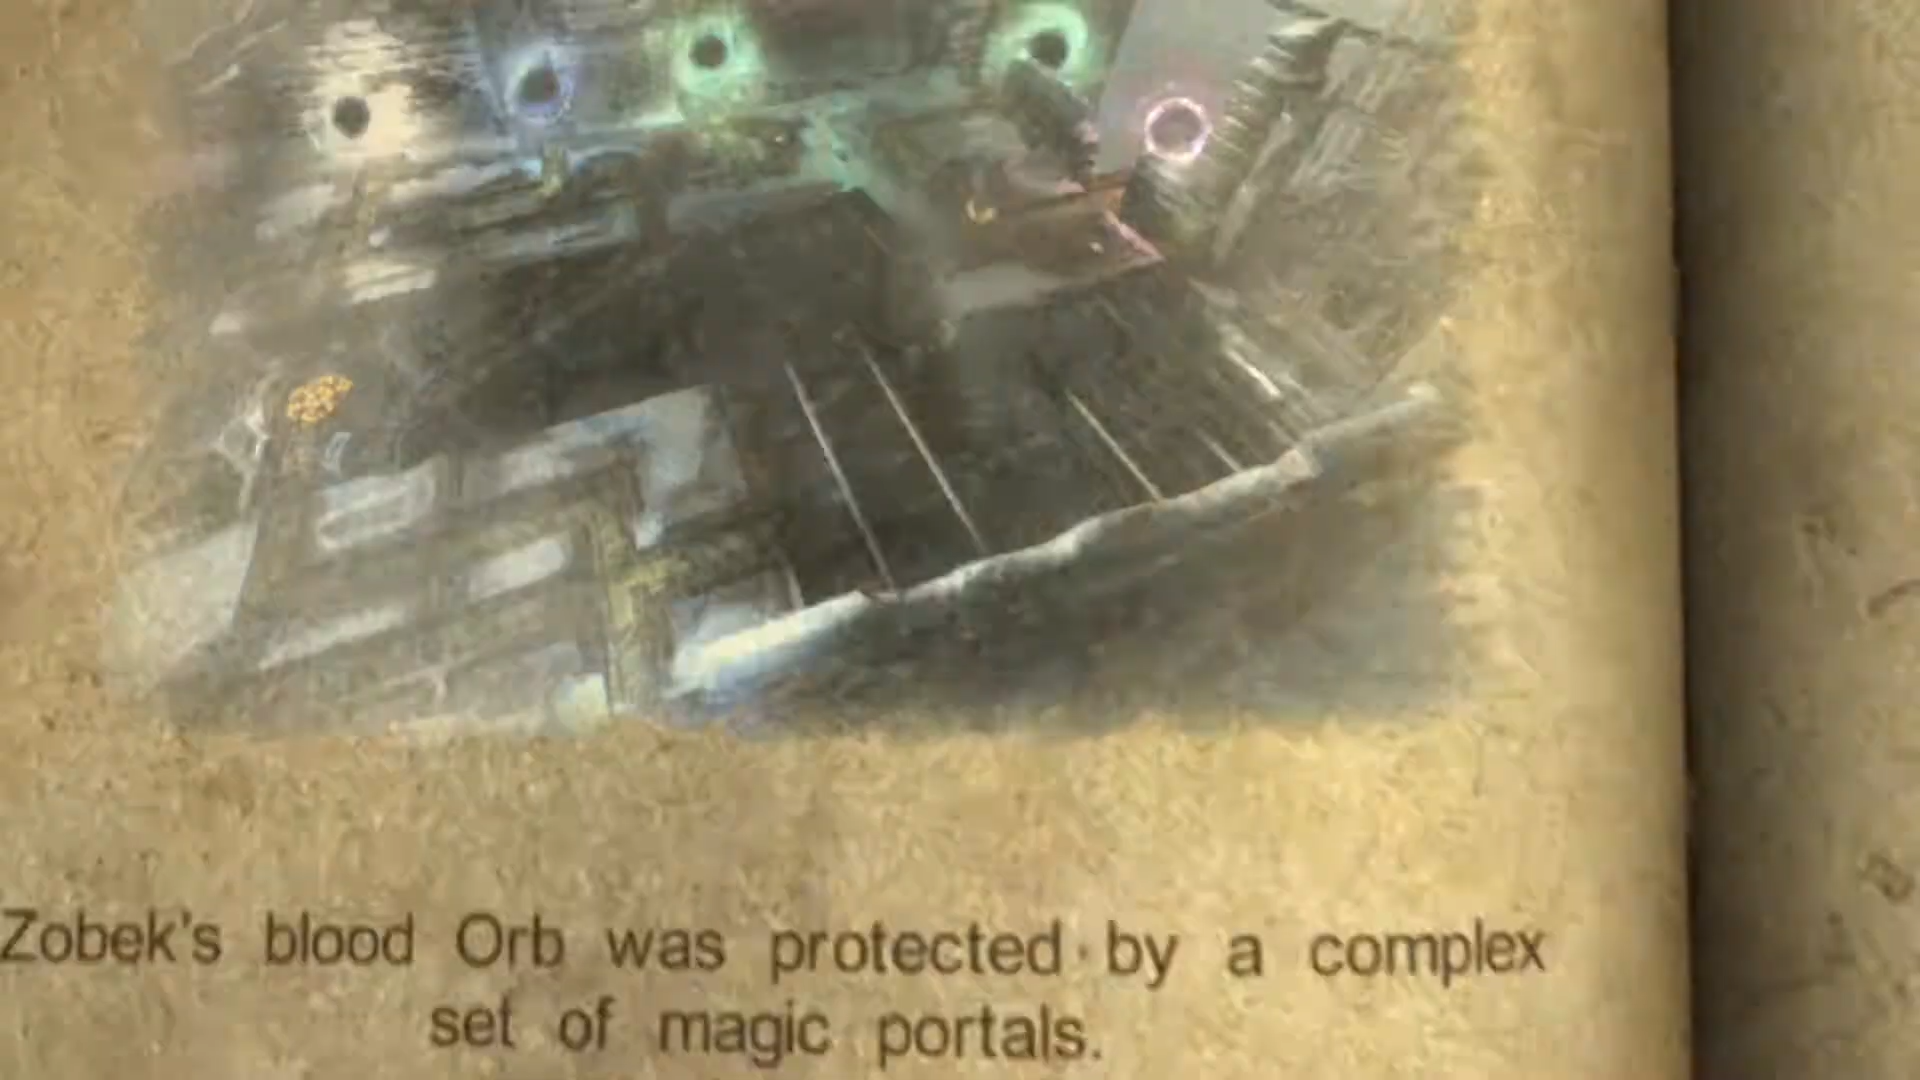 Zobek's blood Orb was protected by a complex
set of magic portals.